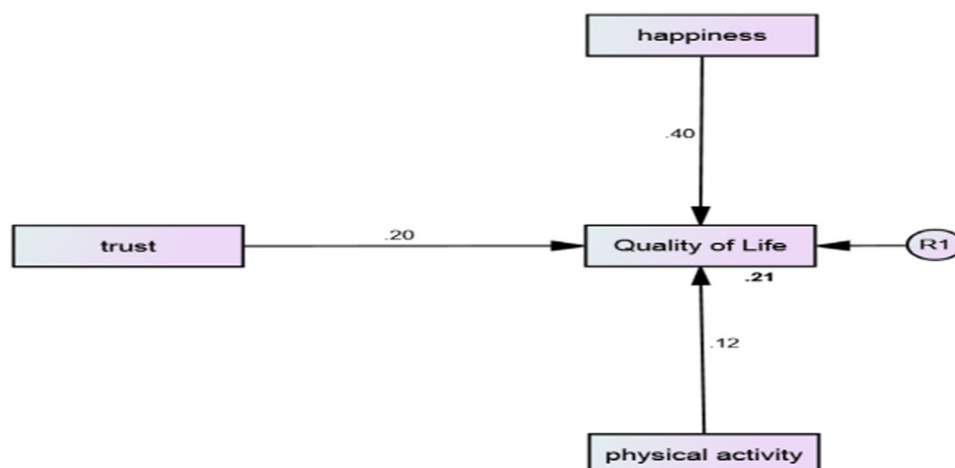 happiness
.40
trust
.20
Quality of Life
R1
.21
.12
physical activity